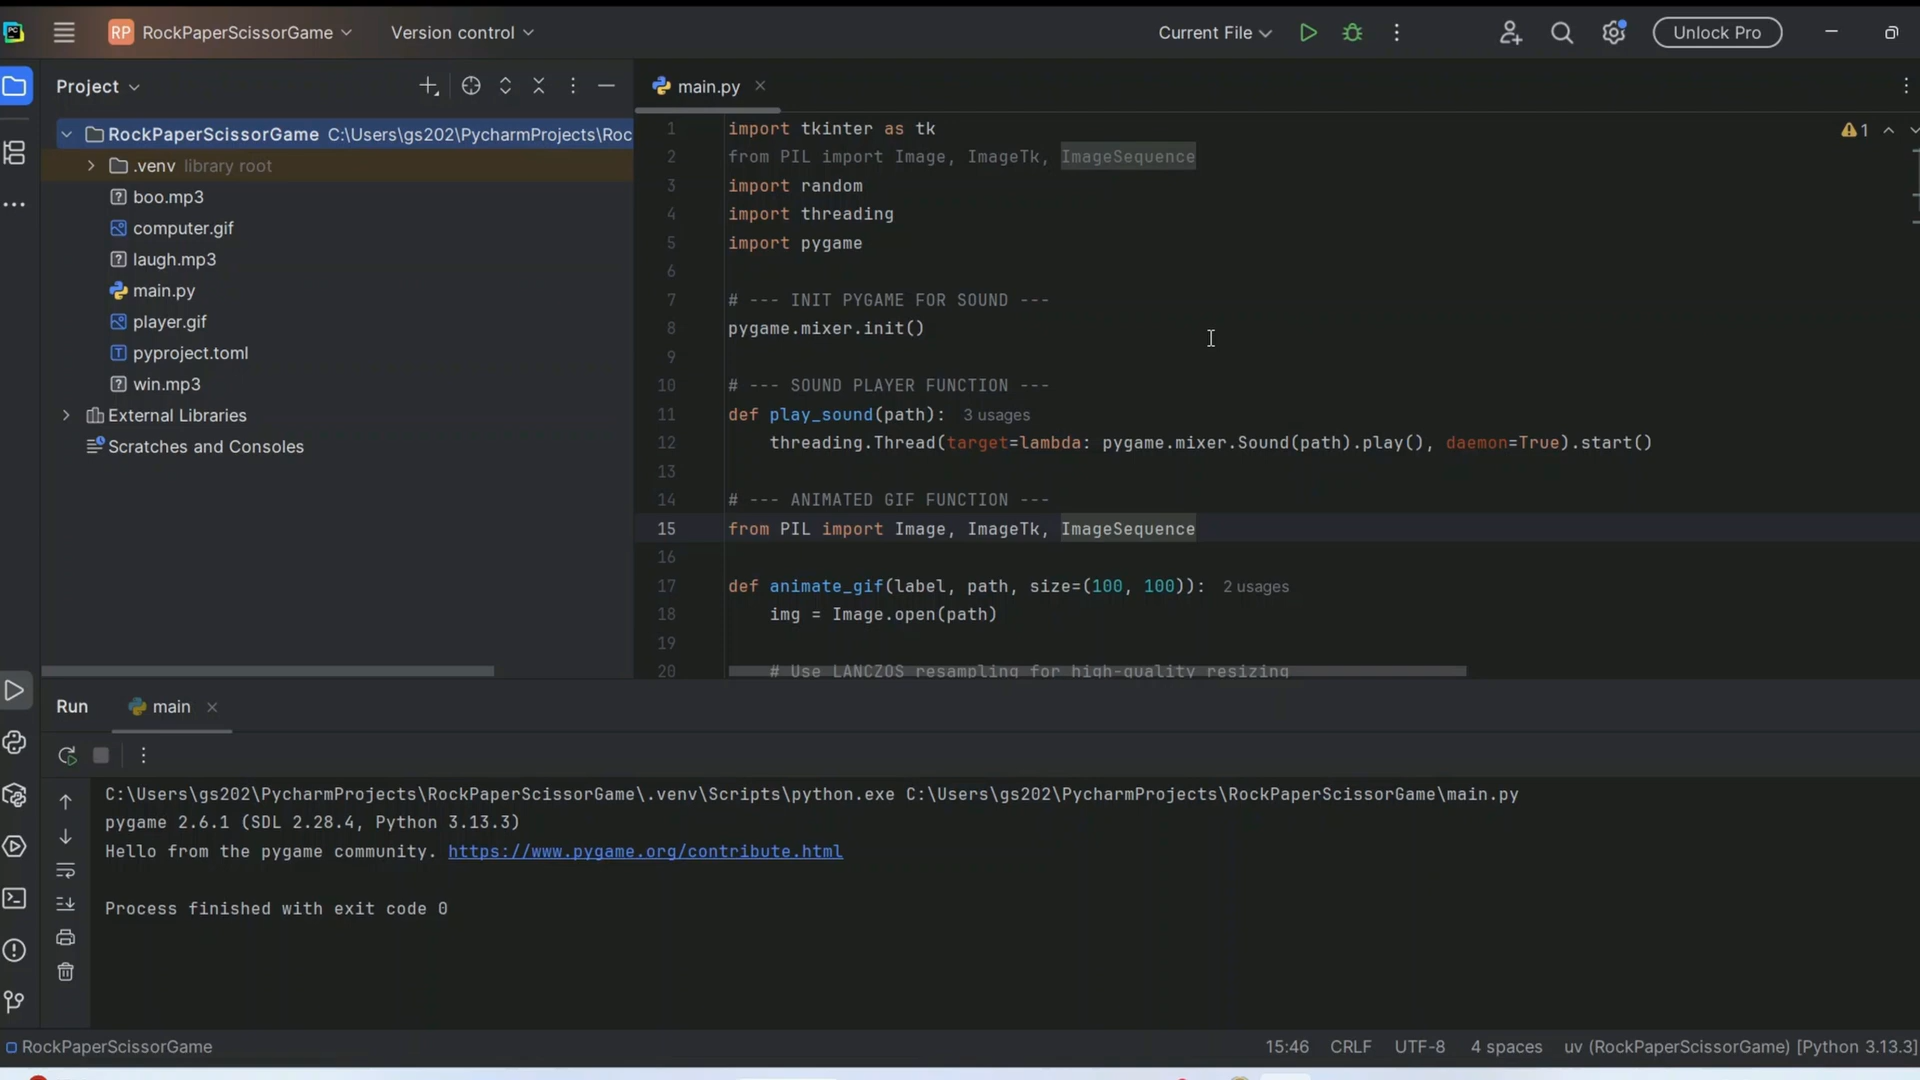 PC
RP RockPaperScissorGame
Version control
Current File
Unlock Pro
Project
main.py
RockPaperScissorGame C:\Users\gs202\PycharmProjects\Roc
.venv library root
boo.mp3
computer.gif
laugh.mp3
main.py
player.gif
pyproject.toml
win.mp3
External Libraries
Scratches and Consoles
1
1 import tkinter as tk
2 from PIL import Image, ImageTk, ImageSequence
3 import random
4 import threading
5 import pygame
6
7 # --- INIT PYGAME FOR SOUND ---
8 pygame.mixer.init()
9
10 # --- SOUND PLAYER FUNCTION ---
11 def play_sound(path): 3 usages
12 threading.Thread(target=lambda: pygame.mixer.Sound(path).play(), daemon=True).start()
13
14 # --- ANIMATED GIF FUNCTION ---
15 from PIL import Image, ImageTk, ImageSequence
16
17 def animate_gif(label, path, size=(100, 100)): 2 usages
18 img = Image.open(path)
19
20 # Use LANCZOS resampling for high-quality resizing
Run
main
C:\Users\gs202\PycharmProjects\RockPaperScissorGame\.venv\Scripts\python.exe C:\Users\gs202\PycharmProjects\RockPaperScissorGame\main.py
pygame 2.6.1 (SDL 2.28.4, Python 3.13.3)
Hello from the pygame community. https://www.pygame.org/contribute.html
Process finished with exit code 0
RockPaperScissorGame
15:46 CRLF UTF-8 4 spaces uv (RockPaperScissorGame) [Python 3.13.3]